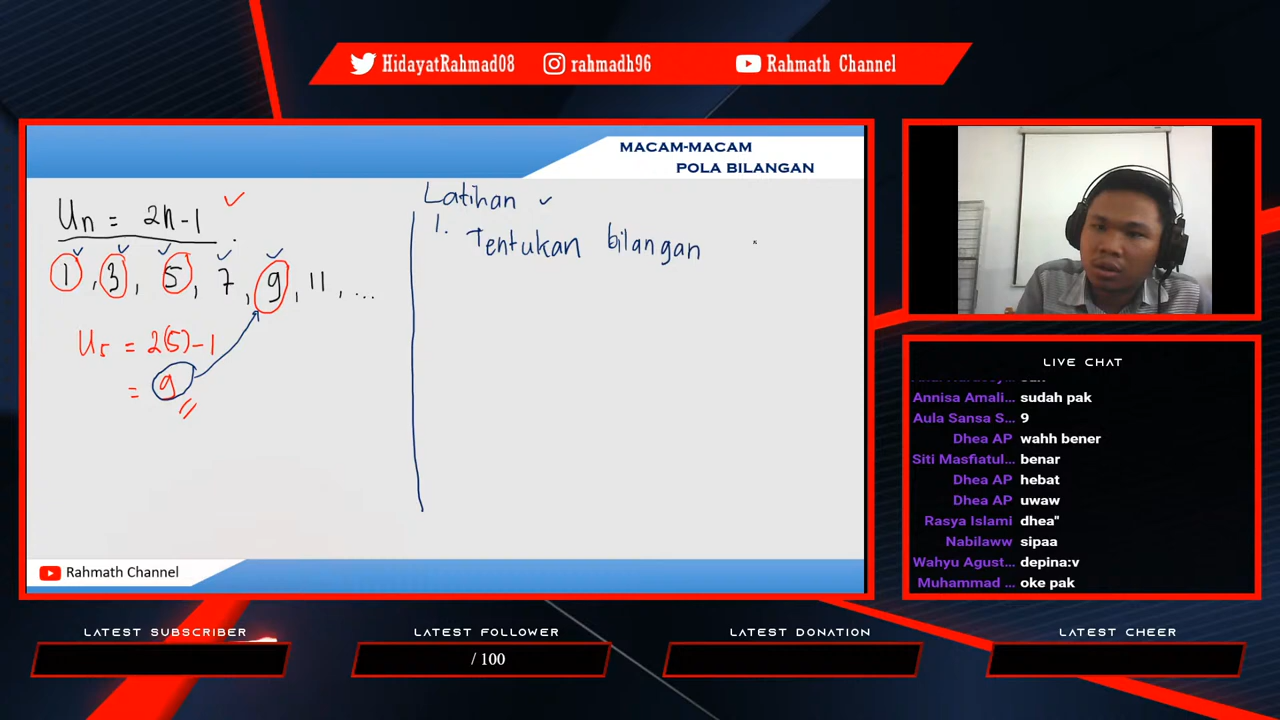 HidayatRahmad08
rahmadh96
Rahmath Channel
MACAM-MACAM
POLA BILANGAN
Un = 2n-1
1, 3, 5, 7, 9, 11, ...
U5 = 2(5)-1
= 9
Latihan
1. Tentukan bilangan
Rahmath Channel
LIVE CHAT
Annisa Amali... sudah pak
Aula Sansa S... 9
Dhea AP wahh bener
Siti Masfiatul... benar
Dhea AP hebat
Dhea AP uwaw
Rasya Islami dhea"
Nabilaww sipaa
Wahyu Agust... depina:v
Muhammad ... oke pak
LATEST SUBSCRIBER
LATEST FOLLOWER
/ 100
LATEST DONATION
LATEST CHEER